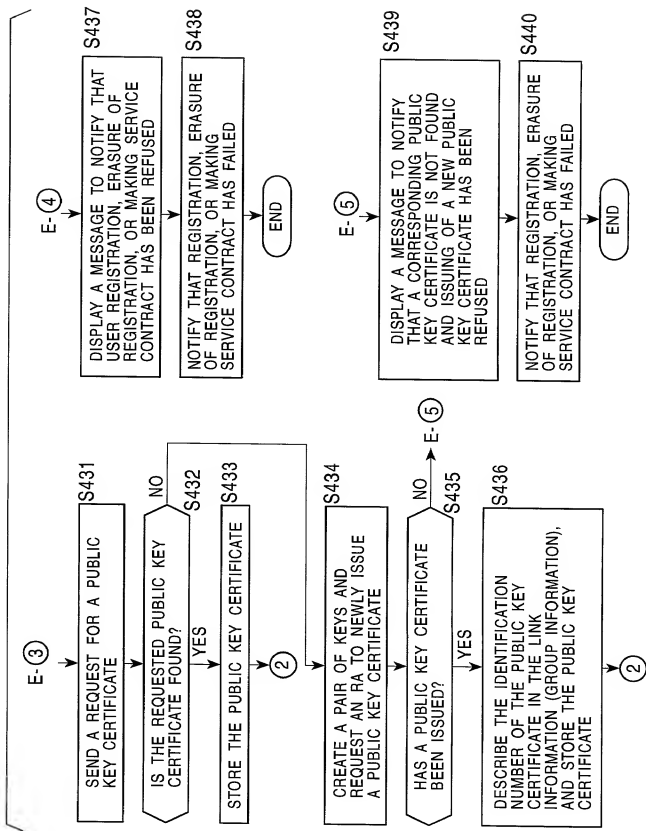 E-③
S431
SEND A REQUEST FOR A PUBLIC
KEY CERTIFICATE
S432
IS THE REQUESTED PUBLIC KEY
CERTIFICATE FOUND?
NO
YES
S433
STORE THE PUBLIC KEY CERTIFICATE
②
S434
CREATE A PAIR OF KEYS AND
REQUEST AN RA TO NEWLY ISSUE
A PUBLIC KEY CERTIFICATE
HAS A PUBLIC KEY CERTIFICATE
BEEN ISSUED?
NO
E-⑤
S435
YES
S436
DESCRIBE THE IDENTIFICATION
NUMBER OF THE PUBLIC KEY
CERTIFICATE IN THE LINK
INFORMATION (GROUP INFORMATION),
AND STORE THE PUBLIC KEY
CERTIFICATE
②
E-④
S437
DISPLAY A MESSAGE TO NOTIFY THAT
USER REGISTRATION, ERASURE OF
REGISTRATION, OR MAKING SERVICE
CONTRACT HAS BEEN REFUSED
S438
NOTIFY THAT REGISTRATION, ERASURE
OF REGISTRATION, OR MAKING
SERVICE CONTRACT HAS FAILED
END
E-⑤
S439
DISPLAY A MESSAGE TO NOTIFY
THAT A CORRESPONDING PUBLIC
KEY CERTIFICATE IS NOT FOUND
AND ISSUING OF A NEW PUBLIC
KEY CERTIFICATE HAS BEEN
REFUSED
S440
NOTIFY THAT REGISTRATION, ERASURE
OF REGISTRATION, OR MAKING
SERVICE CONTRACT HAS FAILED
END